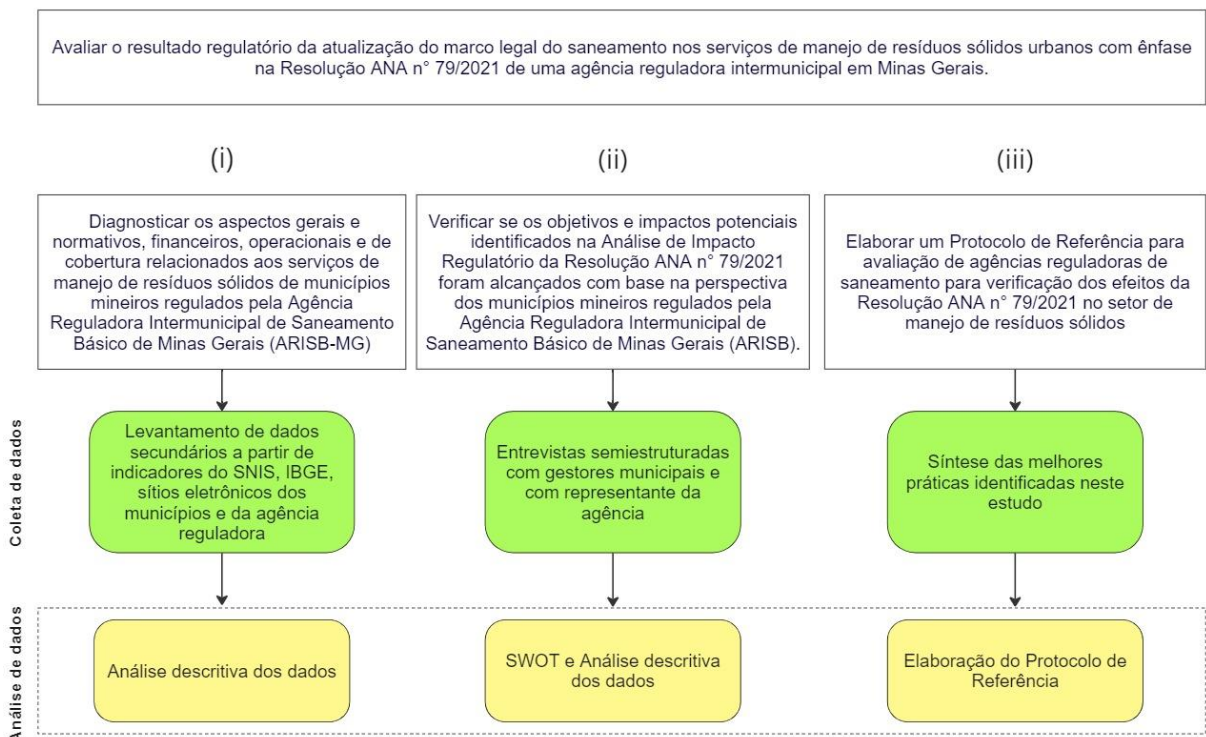 Avaliar o resultado regulatório da atualização do marco legal do saneamento nos serviços de manejo de resíduos sólidos urbanos com ênfase
na Resolução ANA n° 79/2021 de uma agência reguladora intermunicipal em Minas Gerais.
(i)
(ii)
(iii)
Diagnosticar os aspectos gerais e
normativos, financeiros, operacionais e de
cobertura relacionados aos serviços de
manejo de resíduos sólidos de municípios
mineiros regulados pela Agência
Reguladora Intermunicipal de Saneamento
Básico de Minas Gerais (ARISB-MG)
Verificar se os objetivos e impactos potenciais
identificados na Análise de Impacto
Regulatório da Resolução ANA n° 79/2021
foram alcançados com base na perspectiva
dos municípios mineiros regulados pela
Agência Reguladora Intermunicipal de
Saneamento Básico de Minas Gerais (ARISB).
Elaborar um Protocolo de Referência para
avaliação de agências reguladoras de
saneamento para verificação dos efeitos da
Resolução ANA n° 79/2021 no setor de
manejo de resíduos sólidos
Coleta de dados
Levantamento de dados
secundários a partir de
indicadores do SNIS, IBGE,
sítios eletrônicos dos
municípios e da agência
reguladora
Entrevistas semiestruturadas
com gestores municipais e
com representante da
agência
Síntese das melhores
práticas identificadas neste
estudo
Análise de dados
Análise descritiva dos dados
SWOT e Análise descritiva
dos dados
Elaboração do Protocolo de
Referência